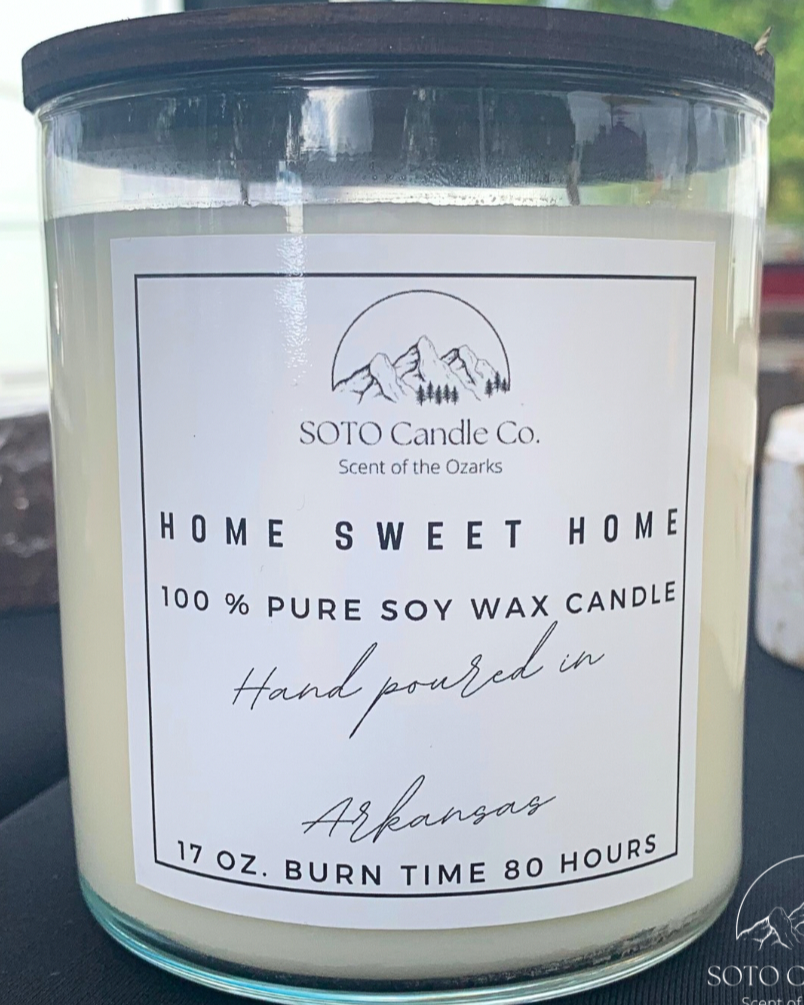 SOTO Candle Co.
Scent of the Ozarks
HOME SWEET HOME
100 % PURE SOY WAX CANDLE
Hand poured in
Arkansas
17 OZ. BURN TIME 80 HOURS
SOTO